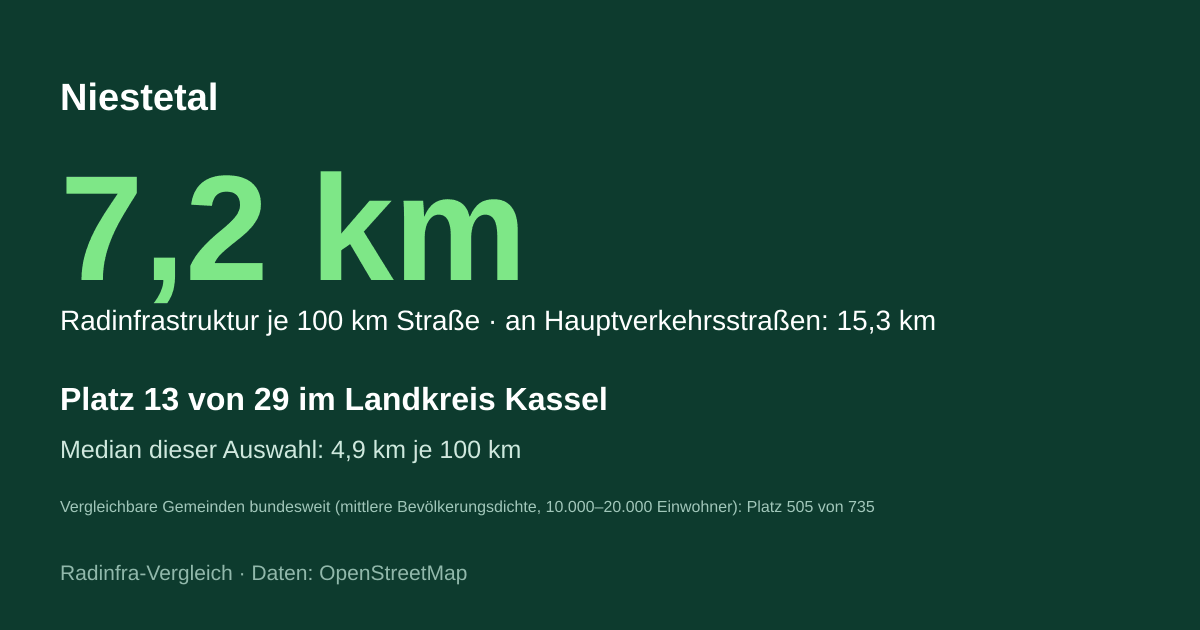 Niestetal
7,2 km
Radinfrastruktur je 100 km Straße · an Hauptverkehrsstraßen: 15,3 km
Platz 13 von 29 im Landkreis Kassel
Median dieser Auswahl: 4,9 km je 100 km
Vergleichbare Gemeinden bundesweit (mittlere Bevölkerungsdichte, 10.000–20.000 Einwohner): Platz 505 von 735
Radinfra-Vergleich · Daten: OpenStreetMap